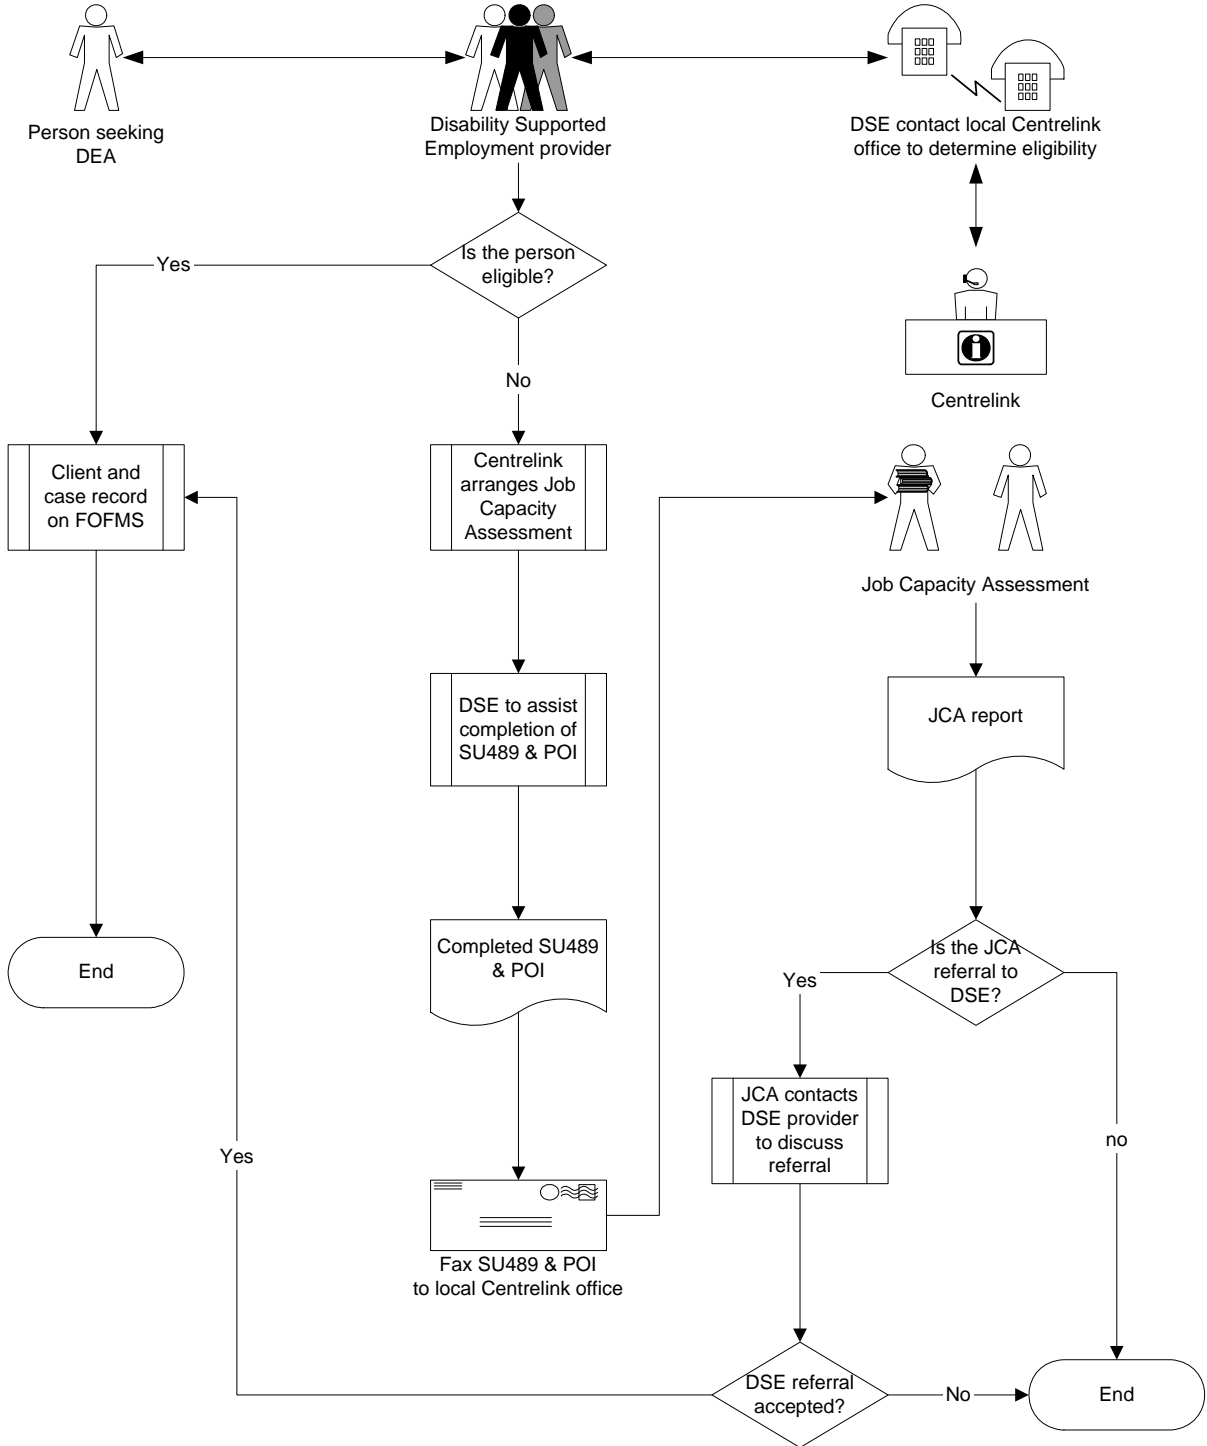 Person seeking
DEA
Disability Supported
Employment provider
DSE contact local Centrelink
office to determine eligibility
Is the person
eligible?
Yes
No
Centrelink
Client and
case record
on FOFMS
Centrelink
arranges Job
Capacity
Assessment
Job Capacity Assessment
DSE to assist
completion of
SU489 & POI
JCA report
End
Completed SU489
& POI
Is the JCA
referral to
DSE?
Yes
no
JCA contacts
DSE provider
to discuss
referral
Yes
Fax SU489 & POI
to local Centrelink office
DSE referral
accepted?
No
End